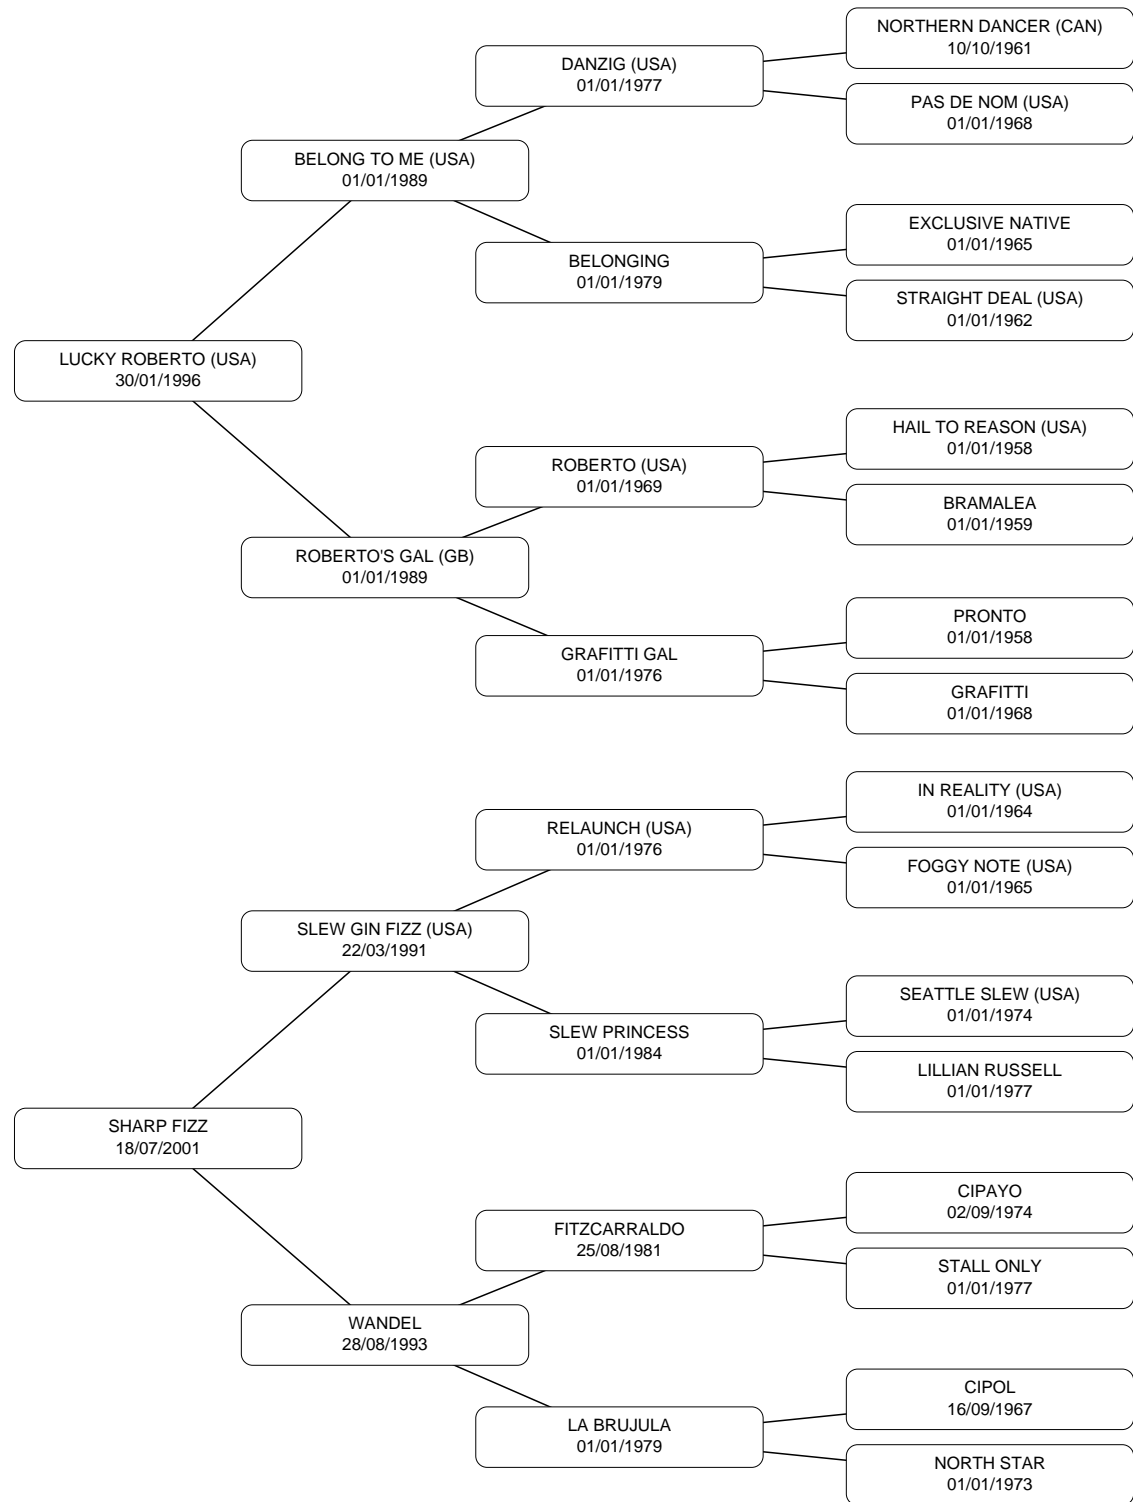 NORTHERN DANCER (CAN)
10/10/1961
DANZIG (USA)
01/01/1977
PAS DE NOM (USA)
01/01/1968
BELONG TO ME (USA)
01/01/1989
EXCLUSIVE NATIVE
01/01/1965
BELONGING
01/01/1979
STRAIGHT DEAL (USA)
01/01/1962
LUCKY ROBERTO (USA)
30/01/1996
HAIL TO REASON (USA)
01/01/1958
ROBERTO (USA)
01/01/1969
BRAMALEA
01/01/1959
ROBERTO'S GAL (GB)
01/01/1989
PRONTO
01/01/1958
GRAFITTI GAL
01/01/1976
GRAFITTI
01/01/1968
IN REALITY (USA)
01/01/1964
RELAUNCH (USA)
01/01/1976
FOGGY NOTE (USA)
01/01/1965
SLEW GIN FIZZ (USA)
22/03/1991
SEATTLE SLEW (USA)
01/01/1974
SLEW PRINCESS
01/01/1984
LILLIAN RUSSELL
01/01/1977
SHARP FIZZ
18/07/2001
CIPAYO
02/09/1974
FITZCARRALDO
25/08/1981
STALL ONLY
01/01/1977
WANDEL
28/08/1993
CIPOL
16/09/1967
LA BRUJULA
01/01/1979
NORTH STAR
01/01/1973